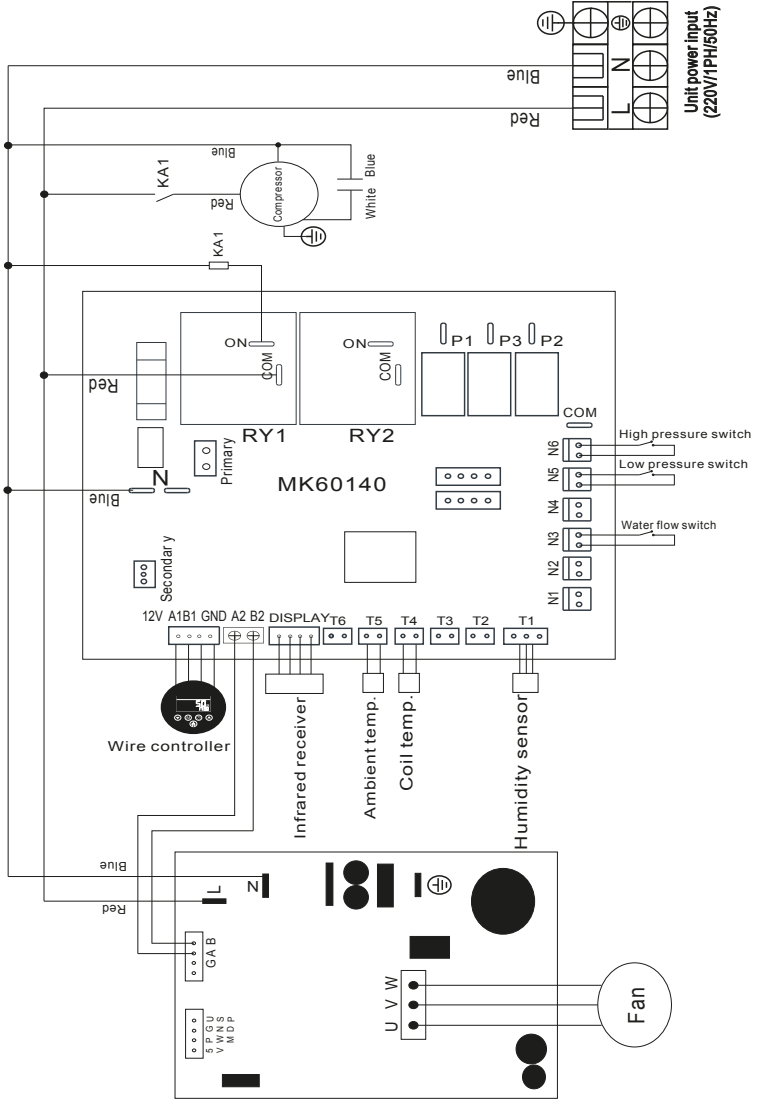 Unit power input
(220V/1PH/50Hz)
L N
Blue
Red
Blue
KA1
Red
Compressor
White Blue
KA1
ON
COM
ON
COM
P1 P3 P2
Red
RY1
RY2
COM
N6
High pressure switch
Primary
N
N5
Low pressure switch
MK60140
Blue
N4
N3
Water flow switch
Secondary
N2
N1
12V A1B1 GND A2 B2 DISPLAY T6 T5 T4 T3 T2 T1
50
Wire controller
Infrared receiver
Ambient temp.
Coil temp.
Humidity sensor
Blue
Red
L
N
G A B
5 P G U
V W N S
M D P
U V W
Fan